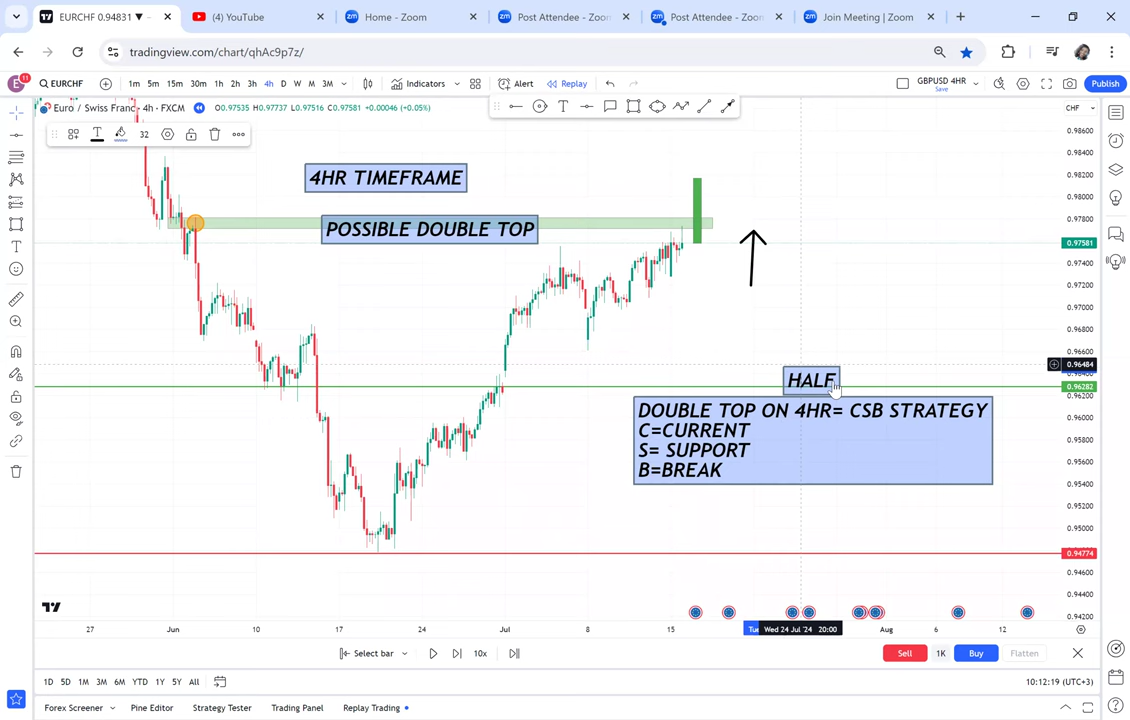 EURCHF 0.94831 ▼ −
(4) YouTube
Home - Zoom
Post Attendee - Zoom
Post Attendee - Zoom
Join Meeting | Zoom
tradingview.com/chart/qhAc9p7z/
E
11
EURCHF
1m 5m 15m 30m 1h 2h 3h 4h D W M 3M
Indicators
Alert
Replay
GBPUSD 4HR
Save
Publish
Euro / Swiss Franc · 4h · FXCM
O0.97535 H0.97737 L0.97516 C0.97581 +0.00046 (+0.05%)
CHF
32
4HR TIMEFRAME
POSSIBLE DOUBLE TOP
HALF
DOUBLE TOP ON 4HR= CSB STRATEGY
C=CURRENT
S= SUPPORT
B=BREAK
0.98600
0.98400
0.98200
0.98000
0.97800
0.97581
0.97400
0.97200
0.97000
0.96800
0.96600
0.96484
0.96282
0.96000
0.95800
0.95600
0.95400
0.95200
0.95000
0.94774
0.94600
0.94400
0.94200
27 Jun 10 17 24 Jul 8 15 Wed 24 Jul '24 20:00 Aug 6 12
Select bar
10x
Sell
1K
Buy
Flatten
1D 5D 1M 3M 6M YTD 1Y 5Y All
10:12:19 (UTC+3)
Forex Screener
Pine Editor
Strategy Tester
Trading Panel
Replay Trading